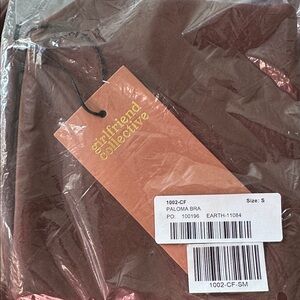 girlfriend
collective
1002-CF Size: S
PALOMA BRA
PO: 100196 EARTH-11084
1002-CF-SM